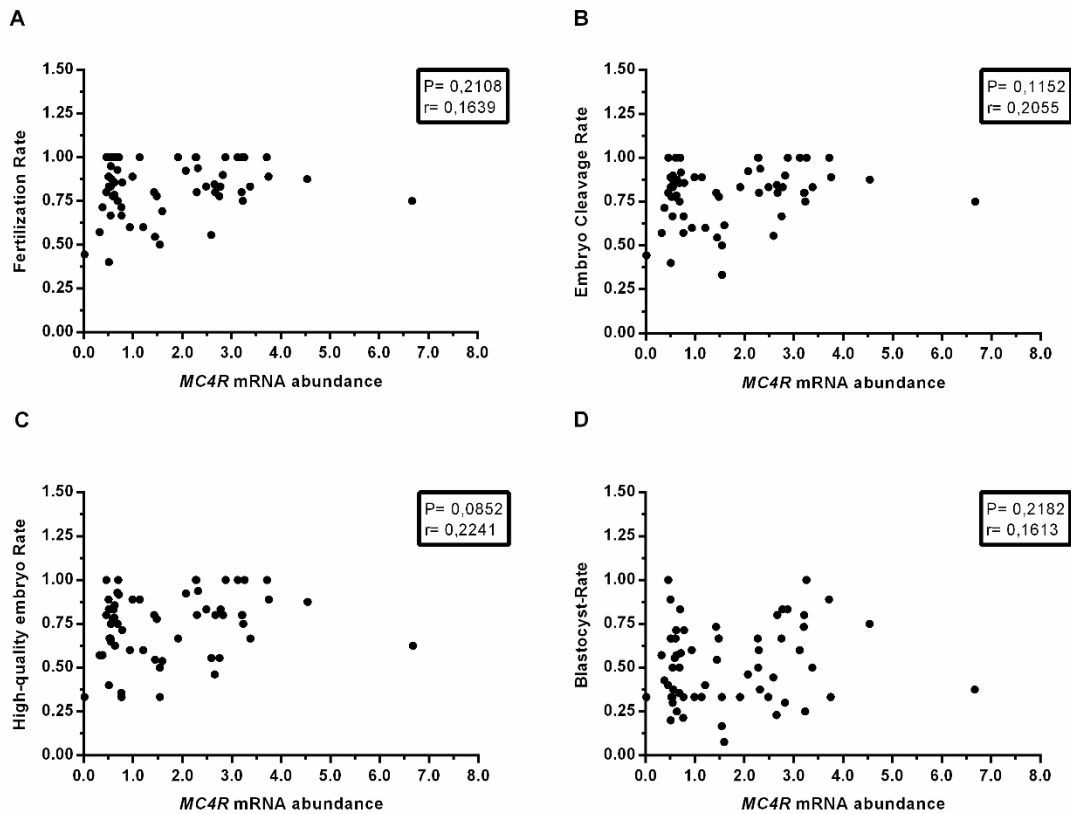 A
P= 0,2108
r= 0,1639
Fertilization Rate
1.50
1.25
1.00
0.75
0.50
0.25
0.00
0.0 1.0 2.0 3.0 4.0 5.0 6.0 7.0 8.0
MC4R mRNA abundance
B
P= 0,1152
r= 0,2055
Embryo Cleavage Rate
1.50
1.25
1.00
0.75
0.50
0.25
0.00
0.0 1.0 2.0 3.0 4.0 5.0 6.0 7.0 8.0
MC4R mRNA abundance
C
P= 0,0852
r= 0,2241
High-quality embryo Rate
1.50
1.25
1.00
0.75
0.50
0.25
0.00
0.0 1.0 2.0 3.0 4.0 5.0 6.0 7.0 8.0
MC4R mRNA abundance
D
P= 0,2182
r= 0,1613
Blastocyst-Rate
1.50
1.25
1.00
0.75
0.50
0.25
0.00
0.0 1.0 2.0 3.0 4.0 5.0 6.0 7.0 8.0
MC4R mRNA abundance